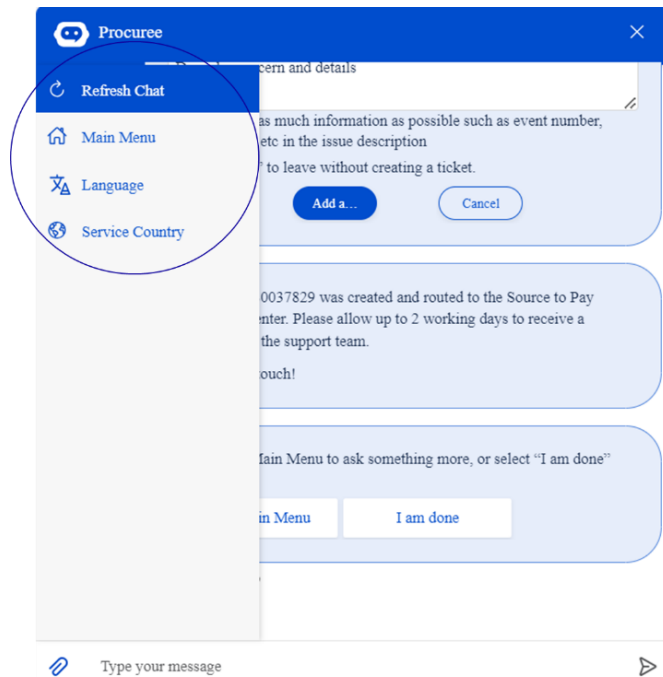 Procuree
cern and details
Refresh Chat
as much information as possible such as event number,
Main Menu
etc in the issue description
to leave without creating a ticket.
Language
Add a...
Cancel
Service Country
0037829 was created and routed to the Source to Pay
enter. Please allow up to 2 working days to receive a
the support team.
ouch!
Main Menu to ask something more, or select “I am done”
in Menu
I am done
Type your message